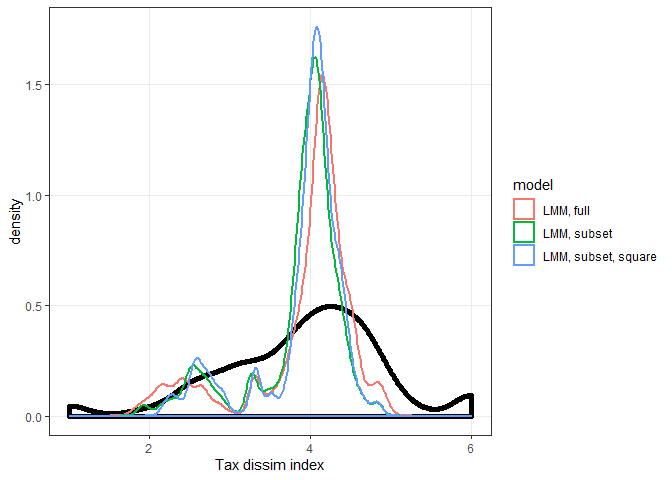 1.5
1.0
0.5
0.0
density
2
4
6
Tax dissim index
model
LMM, full
LMM, subset
LMM, subset, square